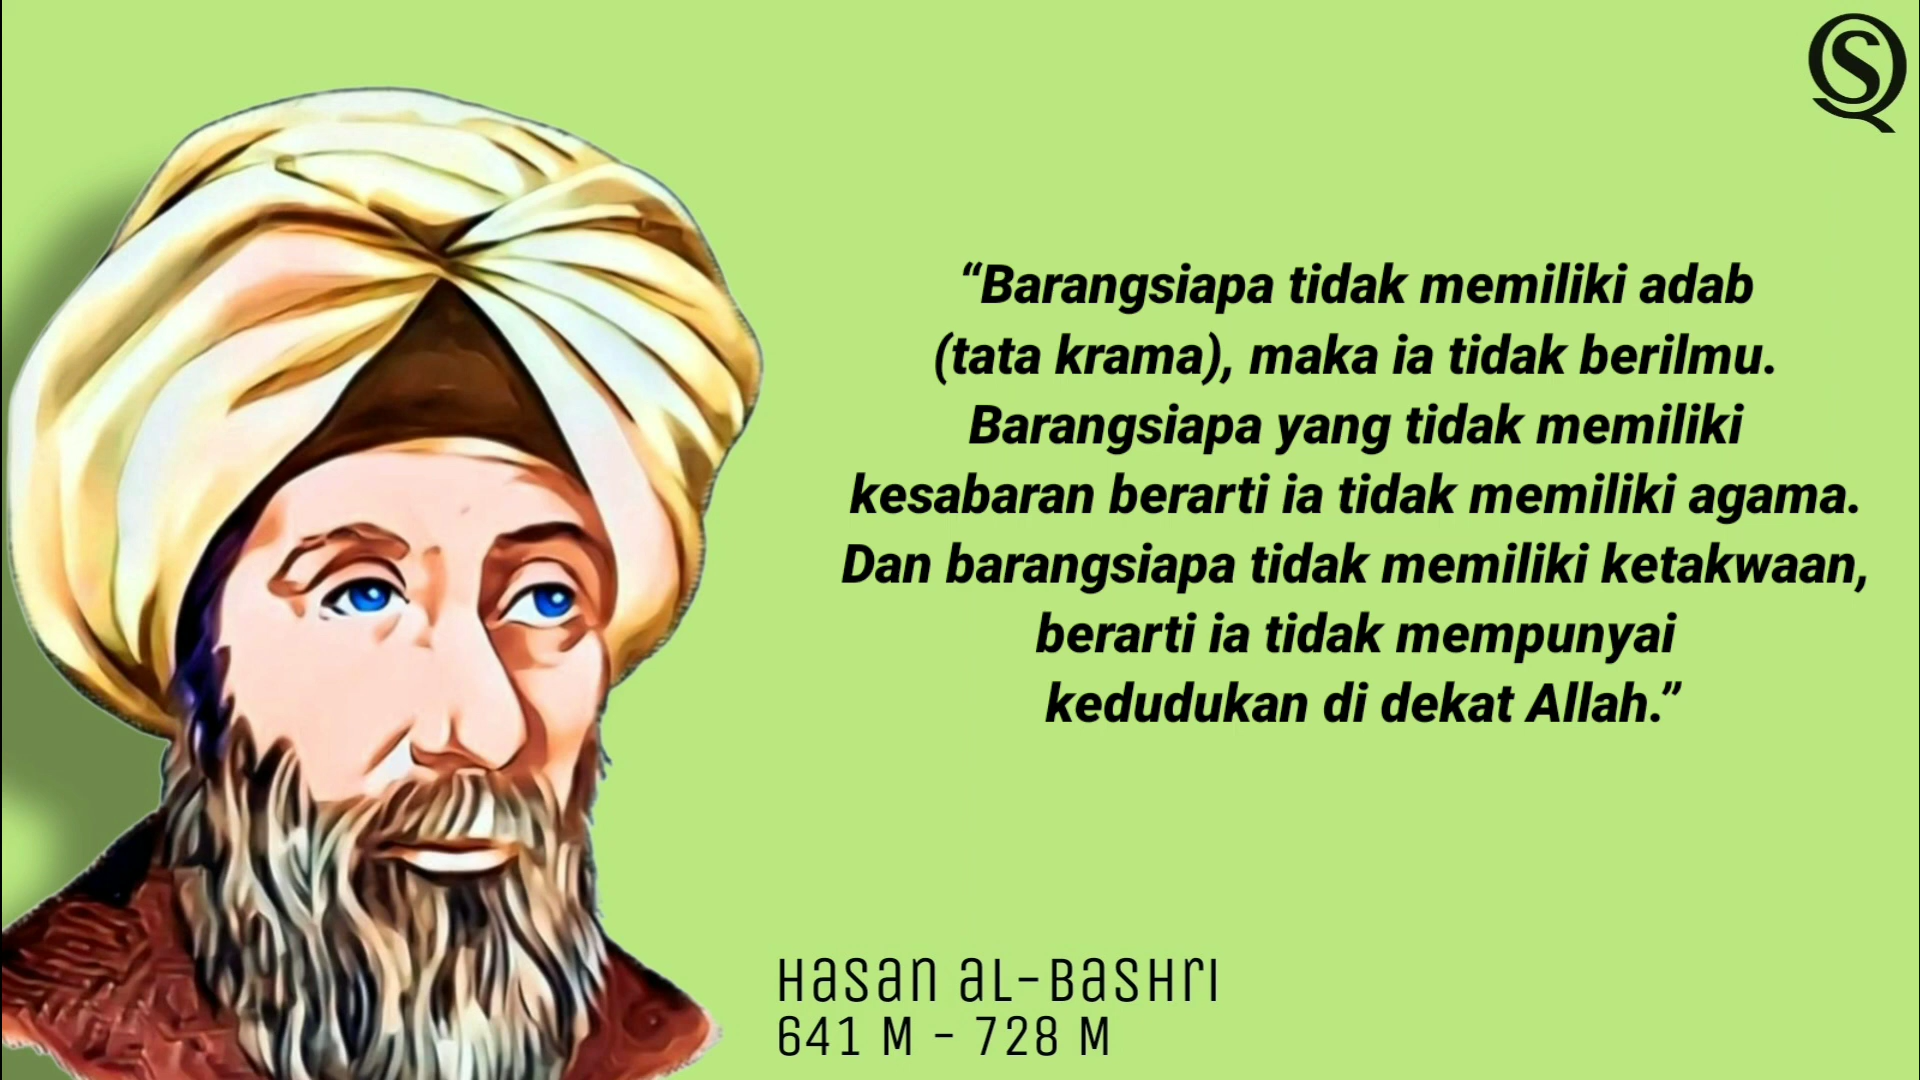 “Barangsiapa tidak memiliki adab
(tata krama), maka ia tidak berilmu.
Barangsiapa yang tidak memiliki
kesabaran berarti ia tidak memiliki agama.
Dan barangsiapa tidak memiliki ketakwaan,
berarti ia tidak mempunyai
kedudukan di dekat Allah.”
Hasan al-Bashri
641 M - 728 M